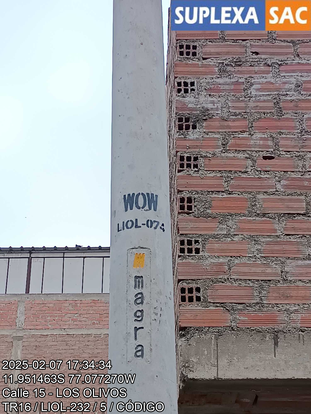 SUPLEXA SAC
WOW
LIOL-074
magra
2025-02-07 17:34:34
11.951463S 77.077270W
Calle 15 - LOS OLIVOS
TR16 / LIOL-232 / 5 / CÓDIGO